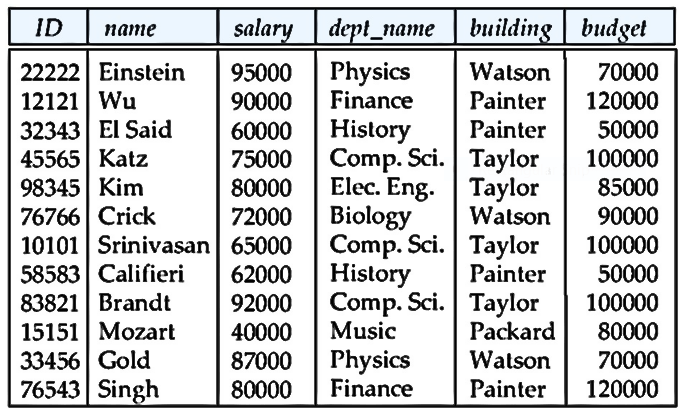 ID name salary dept_name building budget
22222 Einstein 95000 Physics Watson 70000
12121 Wu 90000 Finance Painter 120000
32343 El Said 60000 History Painter 50000
45565 Katz 75000 Comp. Sci. Taylor 100000
98345 Kim 80000 Elec. Eng. Taylor 85000
76766 Crick 72000 Biology Watson 90000
10101 Srinivasan 65000 Comp. Sci. Taylor 100000
58583 Califieri 62000 History Painter 50000
83821 Brandt 92000 Comp. Sci. Taylor 100000
15151 Mozart 40000 Music Packard 80000
33456 Gold 87000 Physics Watson 70000
76543 Singh 80000 Finance Painter 120000